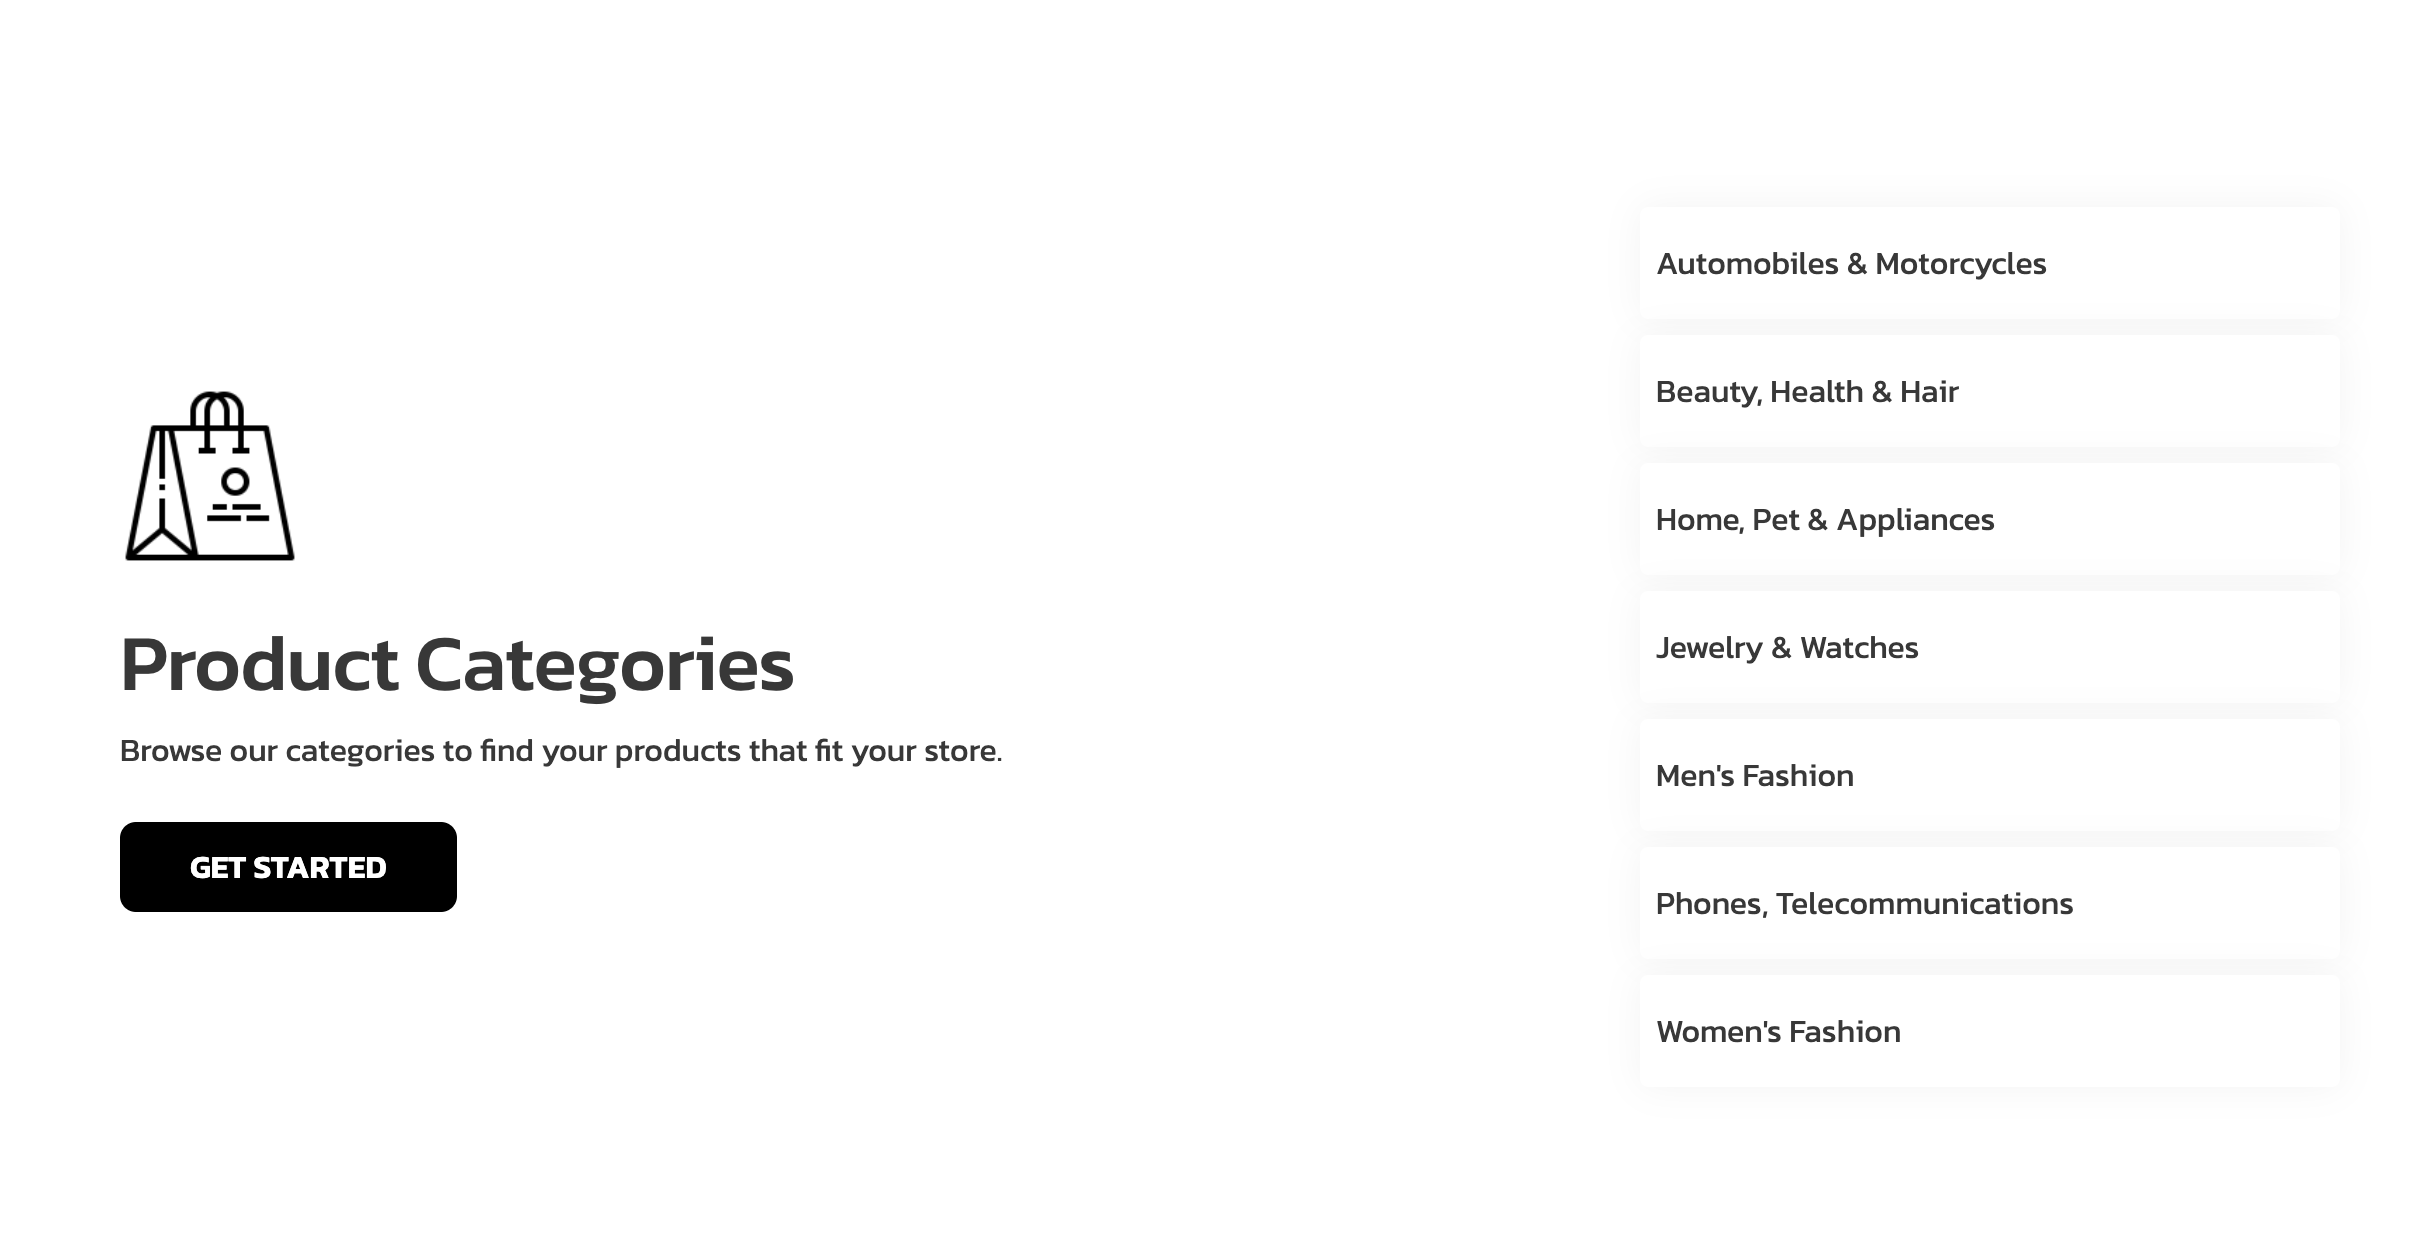 Product Categories
Browse our categories to find your products that fit your store.
GET STARTED
Automobiles & Motorcycles
Beauty, Health & Hair
Home, Pet & Appliances
Jewelry & Watches
Men's Fashion
Phones, Telecommunications
Women's Fashion